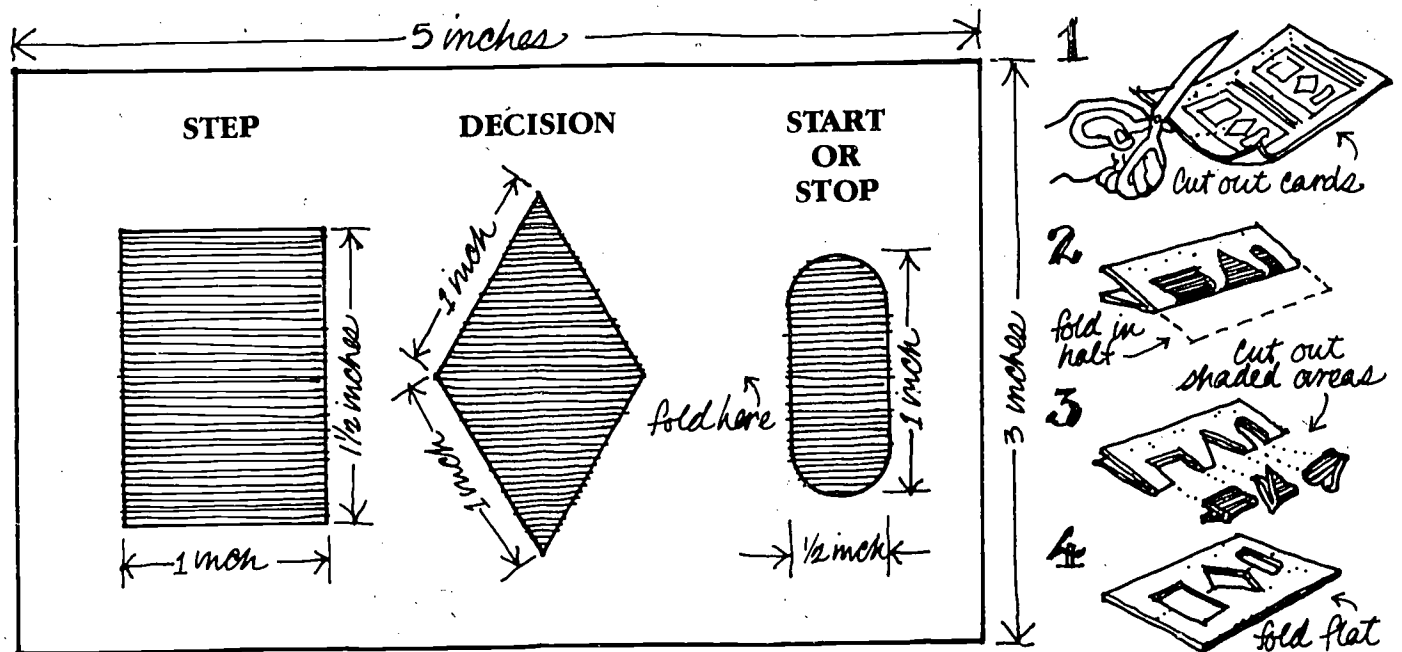 5 inches
STEP
DECISION
START
OR
STOP
1 inch
1 inch
1½ inches
1 inch
fold here
1 inch
½ inch
3 inches
1
Cut out cards
2
fold in
half
3
Cut out
shaded areas
4
fold flat